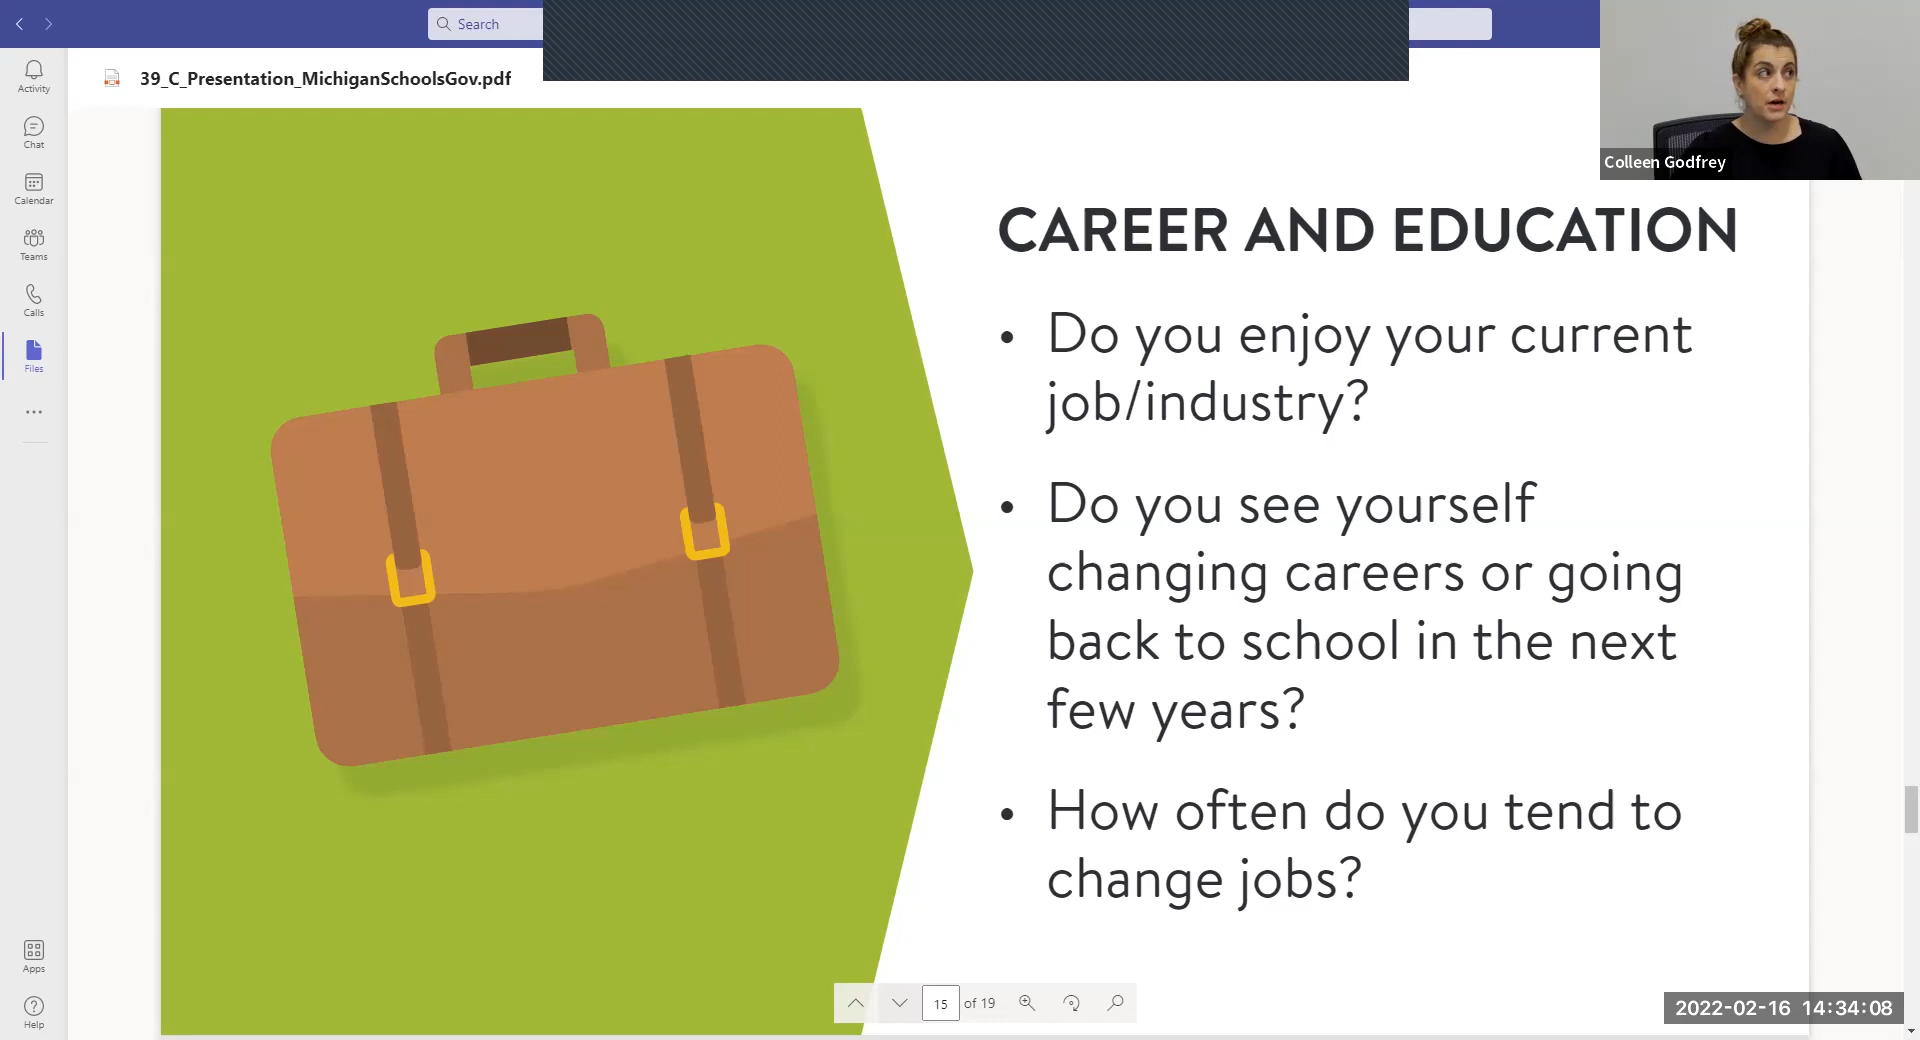 Search
Activity
Chat
Calendar
Teams
Calls
Files
Apps
Help
39_C_Presentation_MichiganSchoolsGov.pdf
Colleen Godfrey
CAREER AND EDUCATION
• Do you enjoy your current
job/industry?
• Do you see yourself
changing careers or going
back to school in the next
few years?
• How often do you tend to
change jobs?
15 of 19
2022-02-16 14:34:08